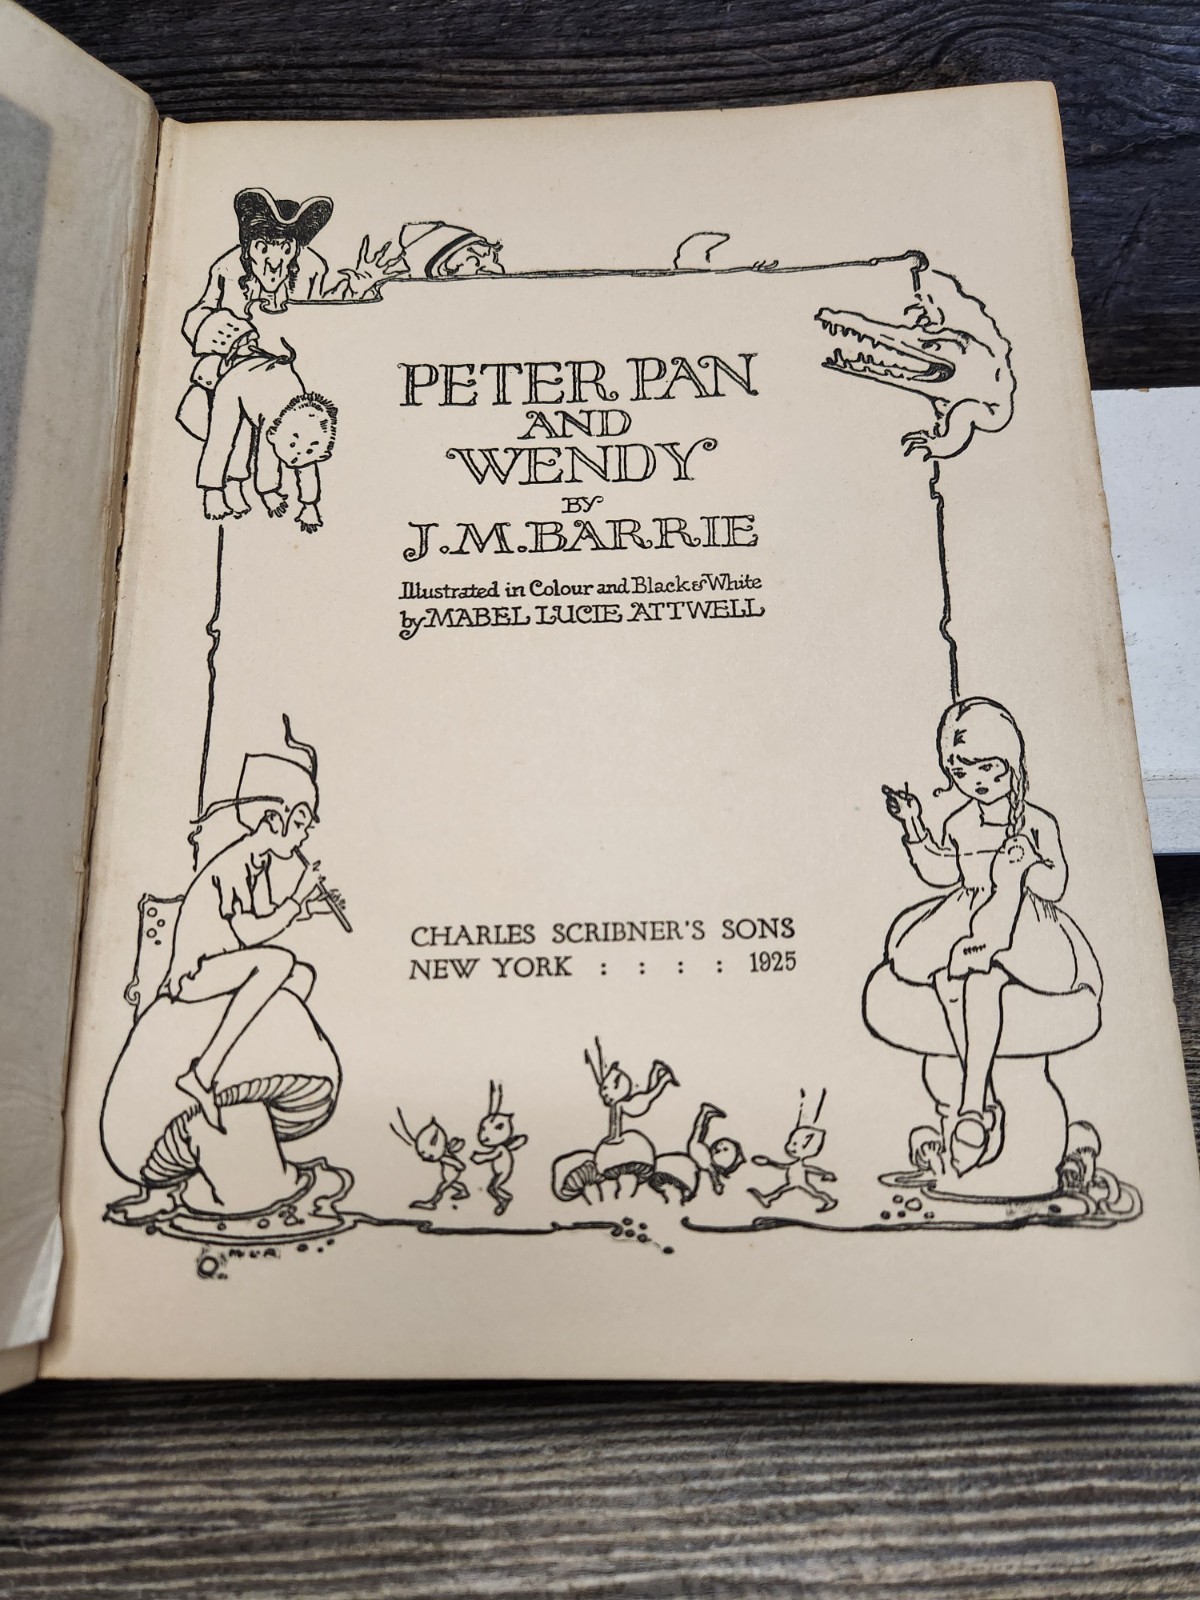 PETER PAN
AND
WENDY
BY
J.M. BARRIE
Illustrated in Colour and Black & White
by MABEL LUCIE ATTWELL
CHARLES SCRIBNER'S SONS
NEW YORK : : : : 1925